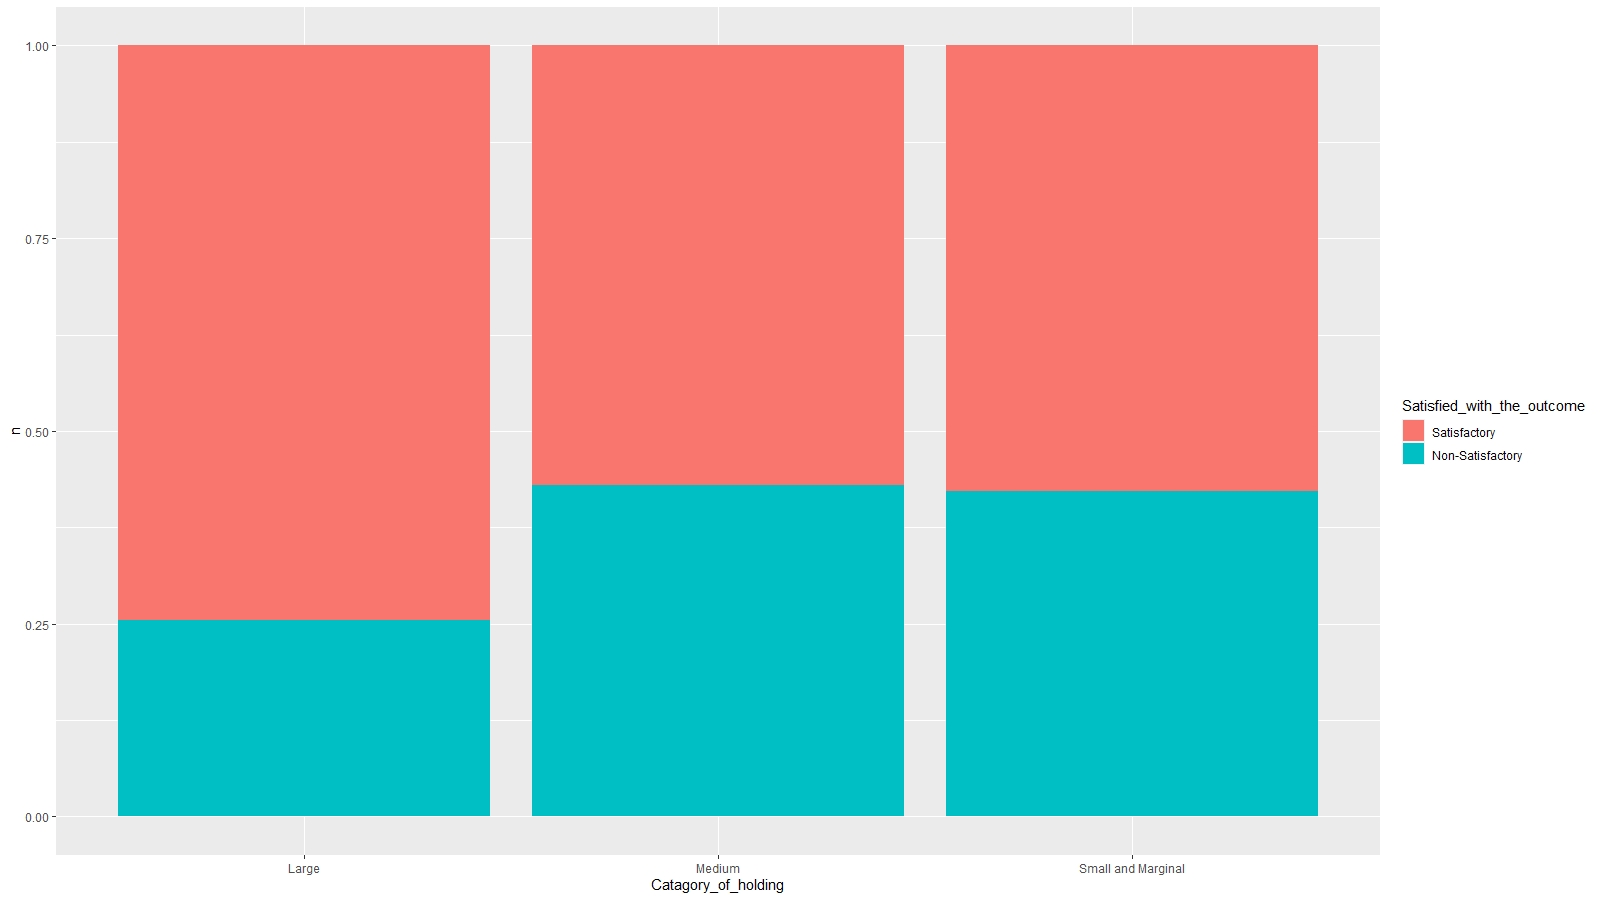 1.00
0.75
0.50
0.25
0.00
n
Large
Medium
Small and Marginal
Catagory_of_holding
Satisfied_with_the_outcome
Satisfactory
Non-Satisfactory